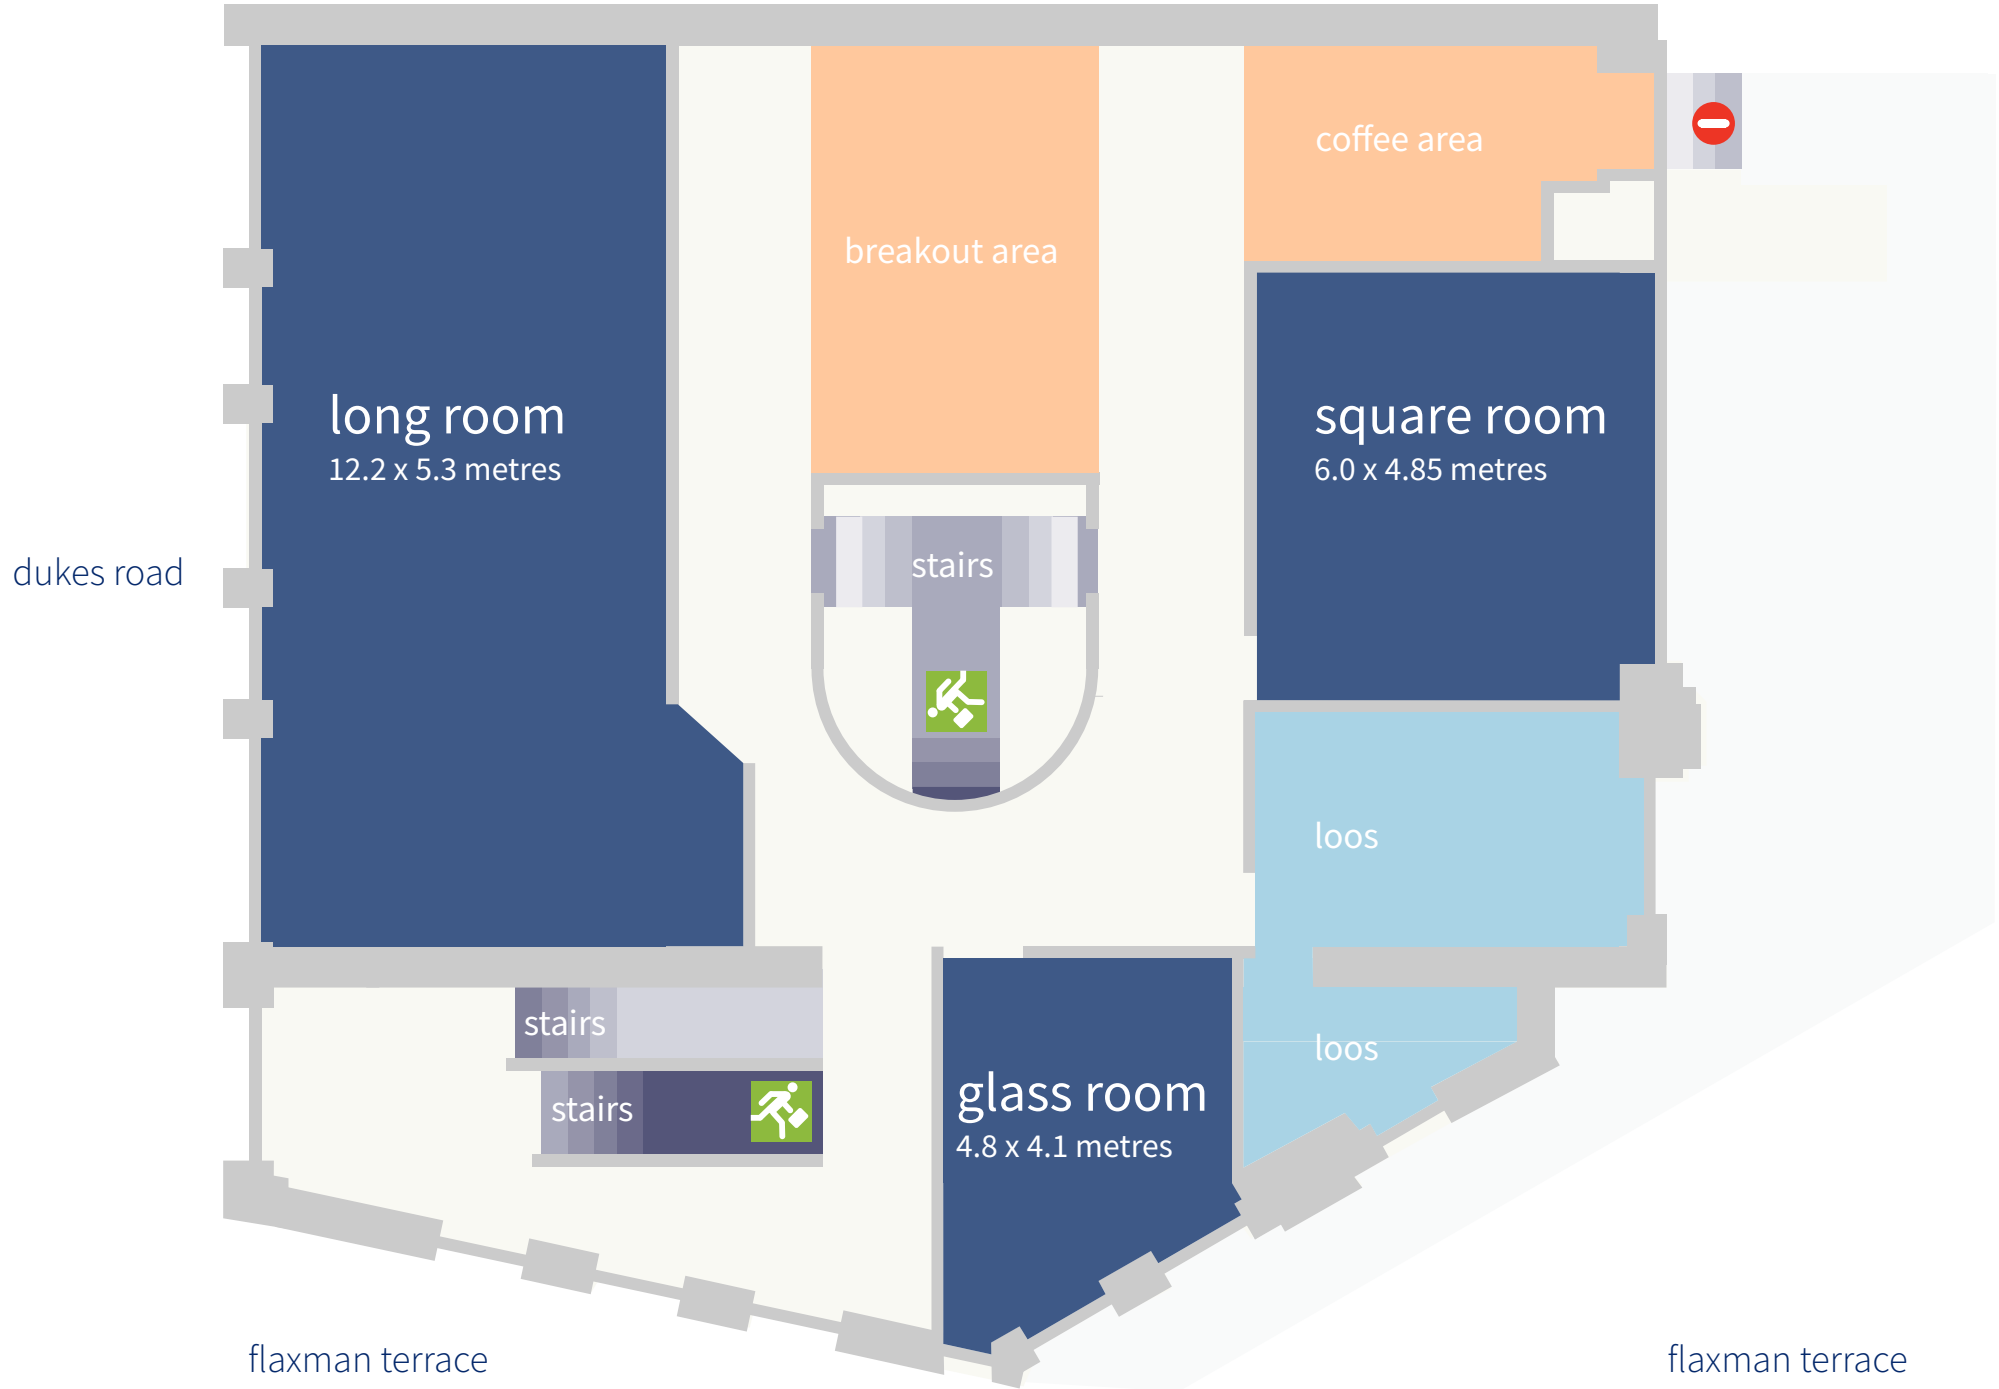 coffee area
breakout area
long room
12.2 x 5.3 metres
square room
6.0 x 4.85 metres
stairs
dukes road
loos
stairs
loos
glass room
4.8 x 4.1 metres
stairs
flaxman terrace
flaxman terrace